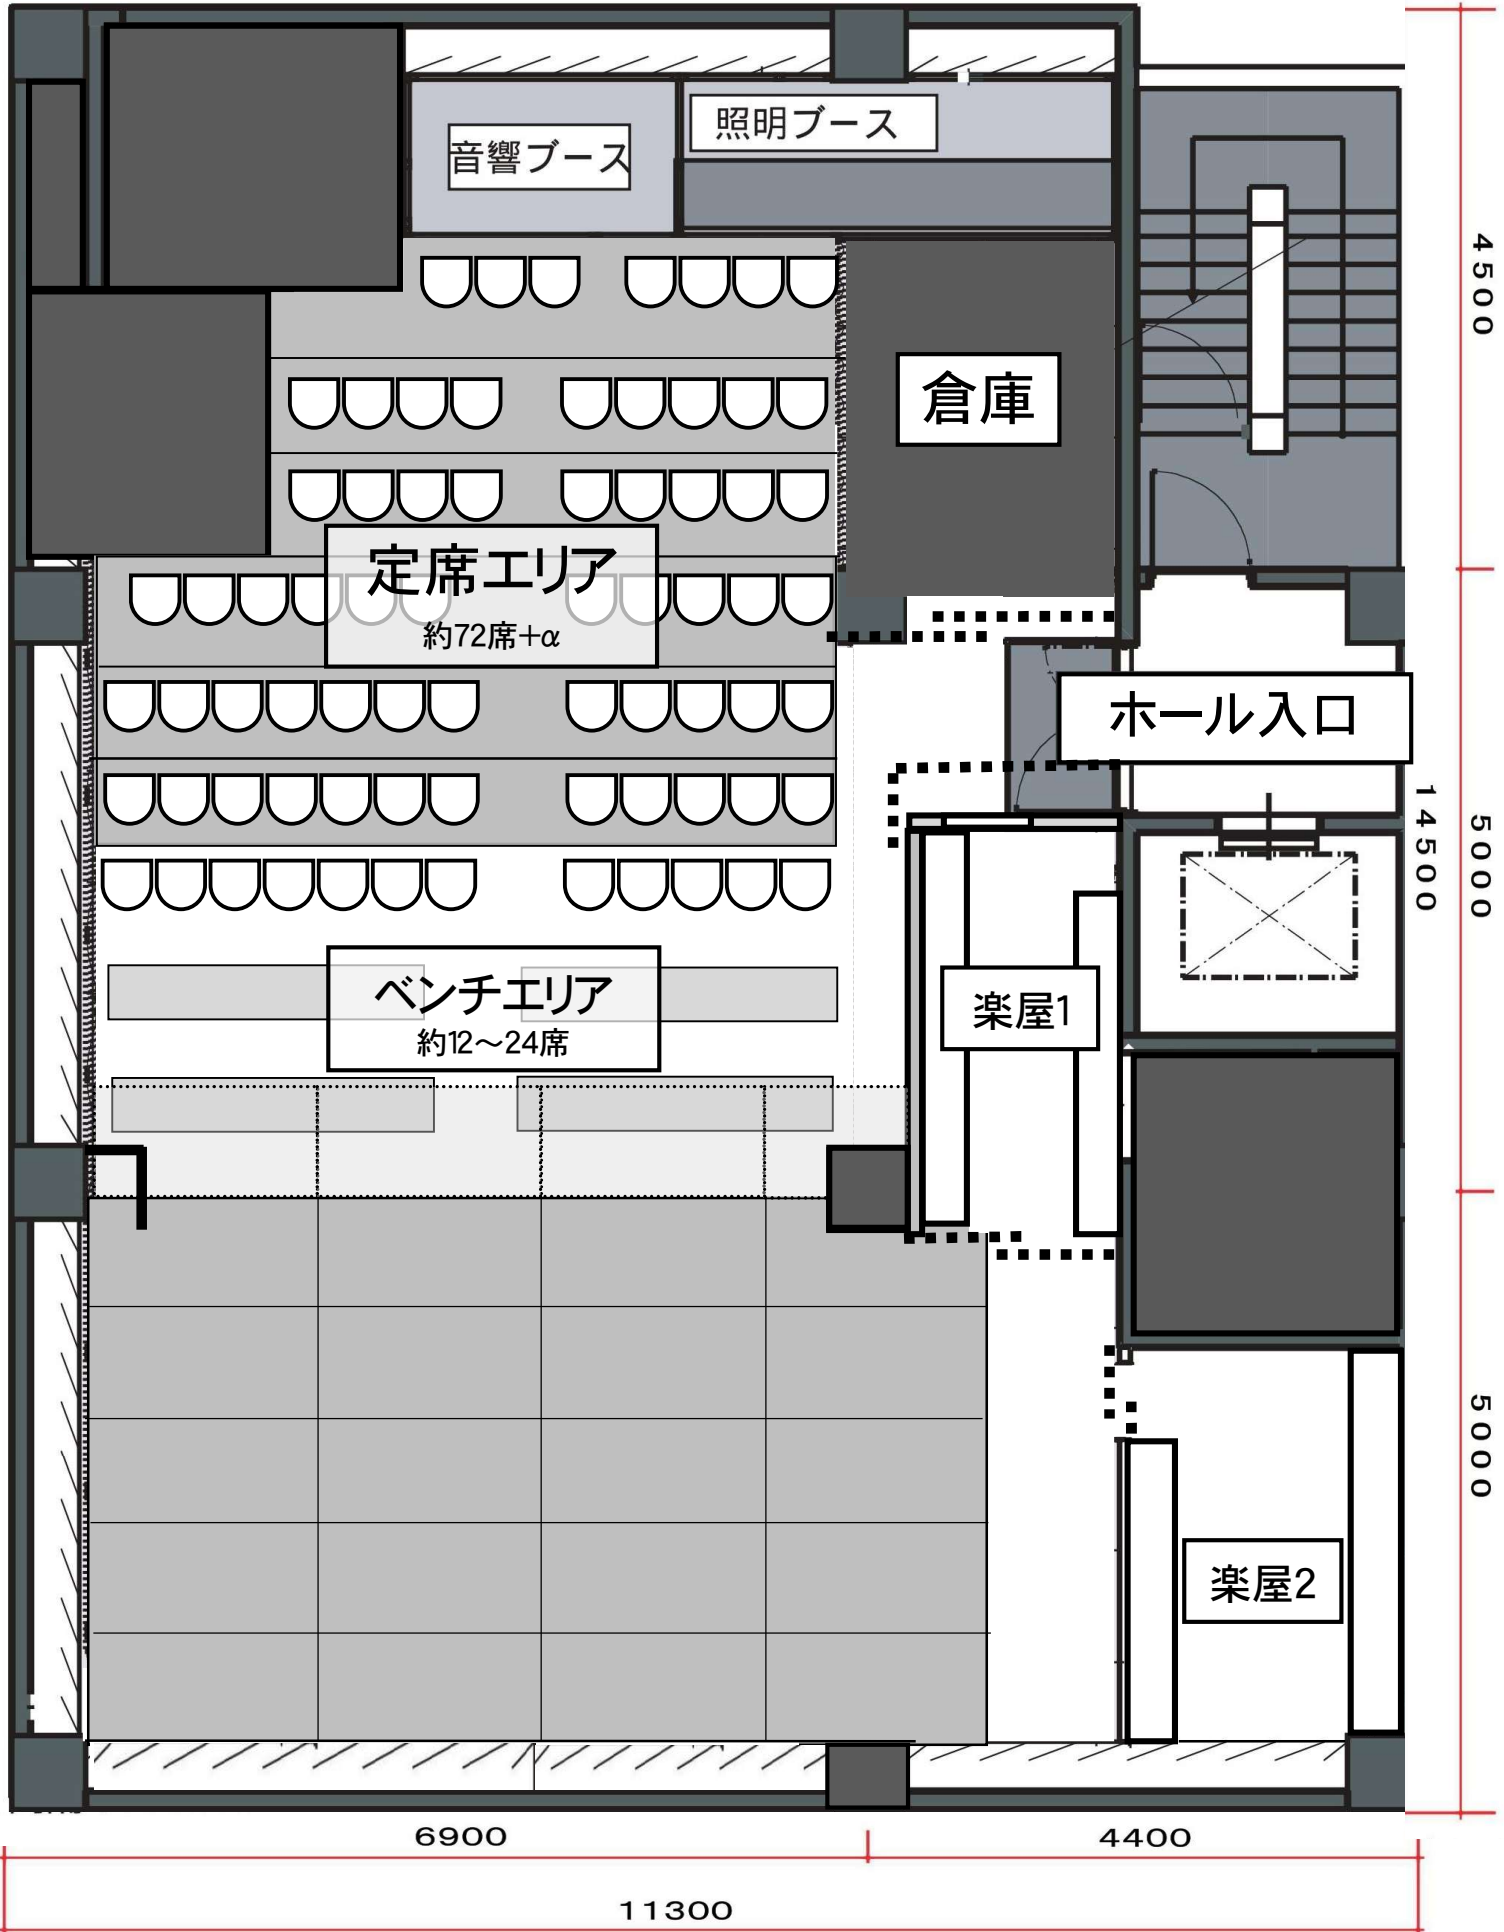 音響ブース
照明ブース
倉庫
定席エリア
約72席+α
ホール入口
ベンチエリア
約12～24席
楽屋1
楽屋2
4500
5000
5000
14500
6900
4400
11300